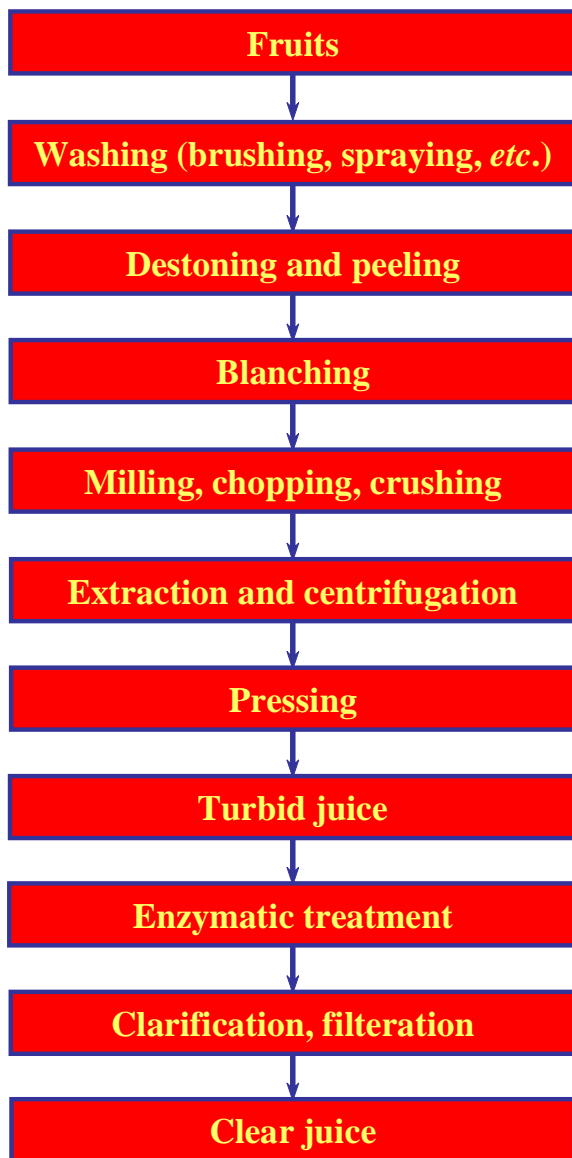 Fruits
Washing (brushing, spraying, etc.)
Destoning and peeling
Blanching
Milling, chopping, crushing
Extraction and centrifugation
Pressing
Turbid juice
Enzymatic treatment
Clarification, filteration
Clear juice